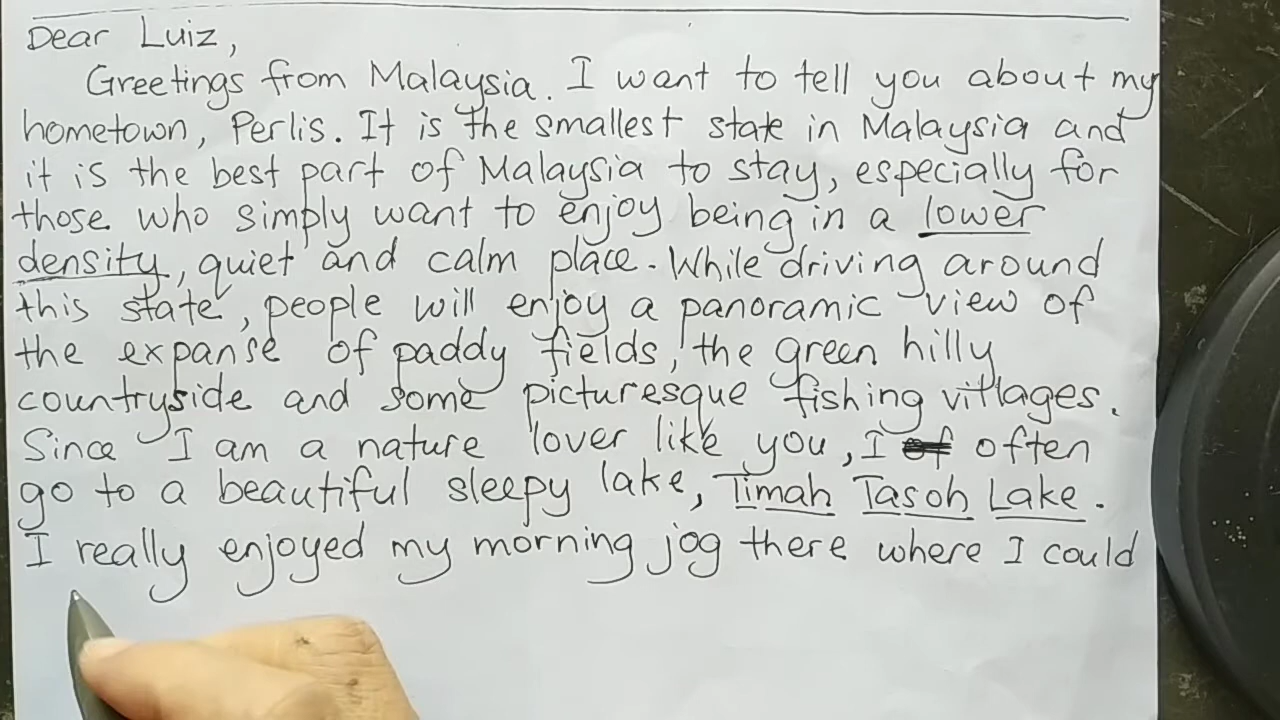 Dear Luiz,
Greetings from Malaysia. I want to tell you about my
hometown, Perlis. It is the smallest state in Malaysia and
it is the best part of Malaysia to stay, especially for
those who simply want to enjoy being in a lower
density, quiet and calm place. While driving around
this state, people will enjoy a panoramic view of
the expanse of paddy fields, the green hilly
countryside and some picturesque fishing villages.
Since I am a nature lover like you, I of often
go to a beautiful sleepy lake, Timah Tasoh Lake.
I really enjoyed my morning jog there where I could